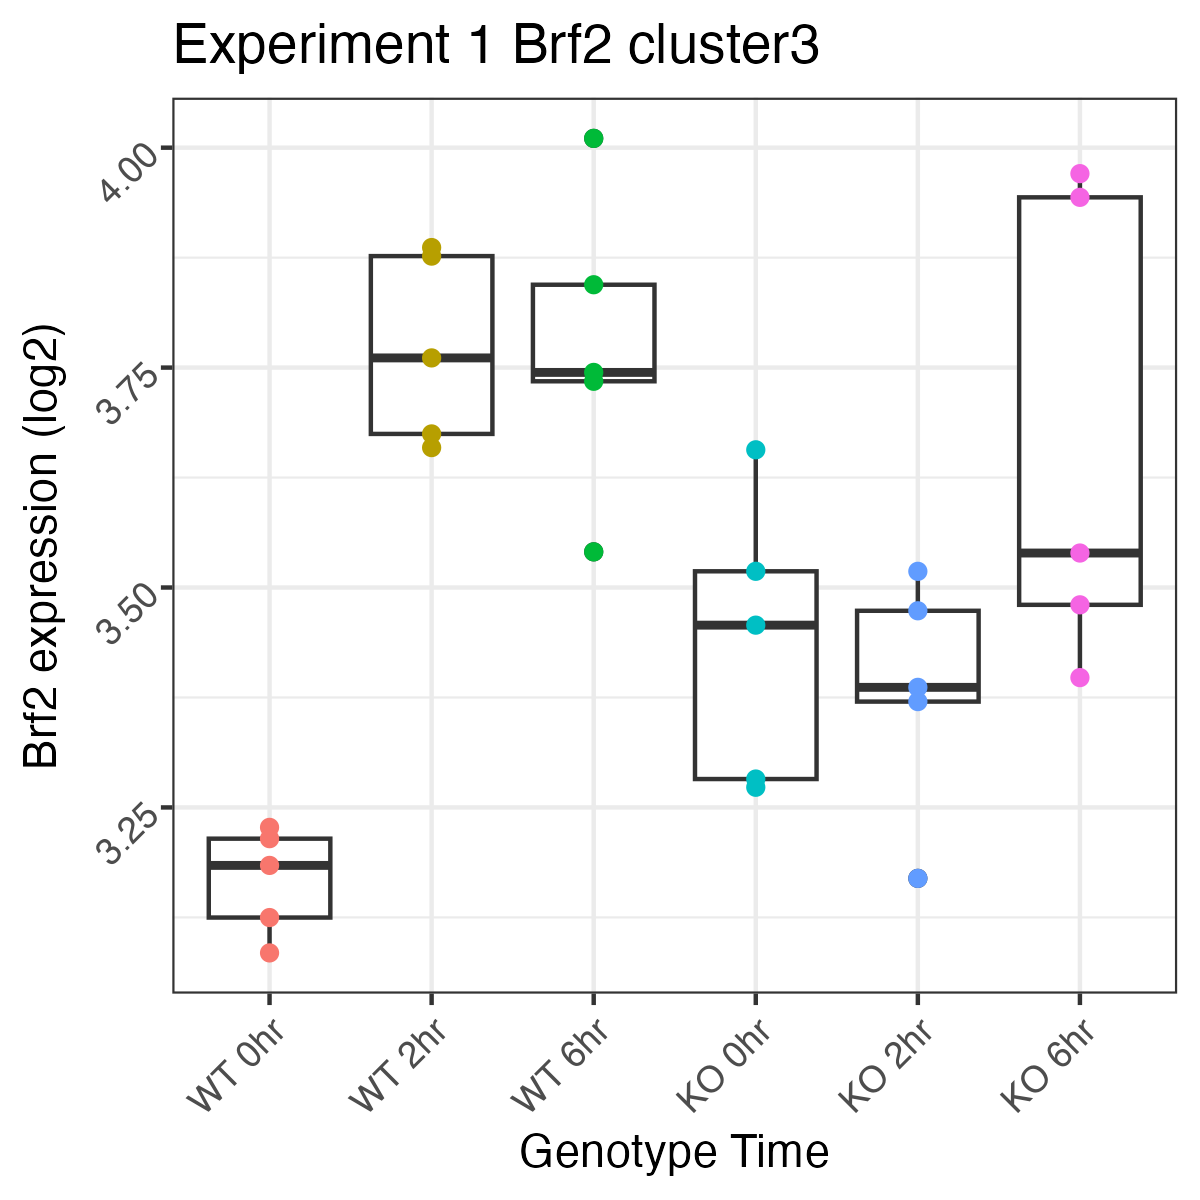 Experiment 1 Brf2 cluster3
Brf2 expression (log2)
4.00
3.75
3.50
3.25
WT 0hr
WT 2hr
WT 6hr
KO 0hr
KO 2hr
KO 6hr
Genotype Time